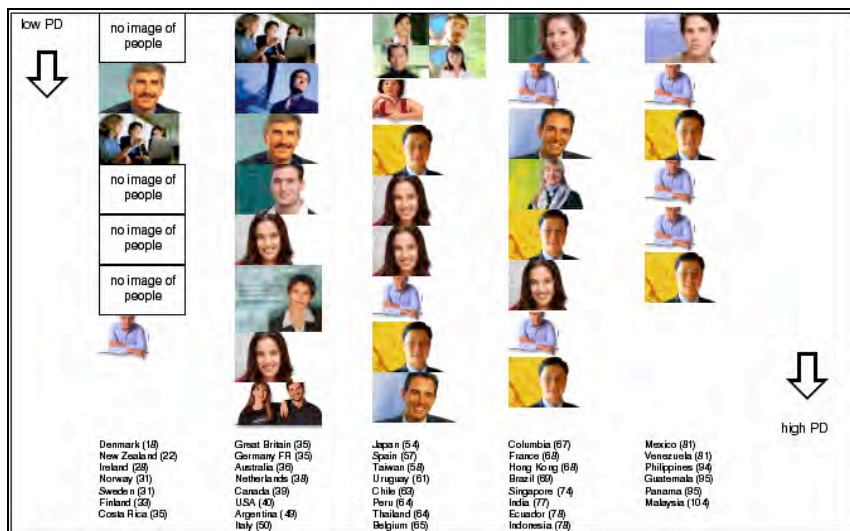 low PD
no image of
people
no image of
people
no image of
people
no image of
people
high PD
Denmark (18)
New Zealand (22)
Ireland (28)
Norway (31)
Sweden (31)
Finland (33)
Costa Rica (35)
Great Britain (35)
Germany FR (35)
Australia (36)
Netherlands (38)
Canada (39)
USA (40)
Argentina (49)
Italy (50)
Japan (54)
Spain (57)
Taiwan (58)
Uruguay (61)
Chile (63)
Peru (64)
Thailand (64)
Belgium (65)
Columbia (67)
France (68)
Hong Kong (68)
Brazil (69)
Singapore (74)
India (77)
Ecuador (78)
Indonesia (78)
Mexico (81)
Venezuela (81)
Philippines (94)
Guatemala (95)
Panama (95)
Malaysia (104)